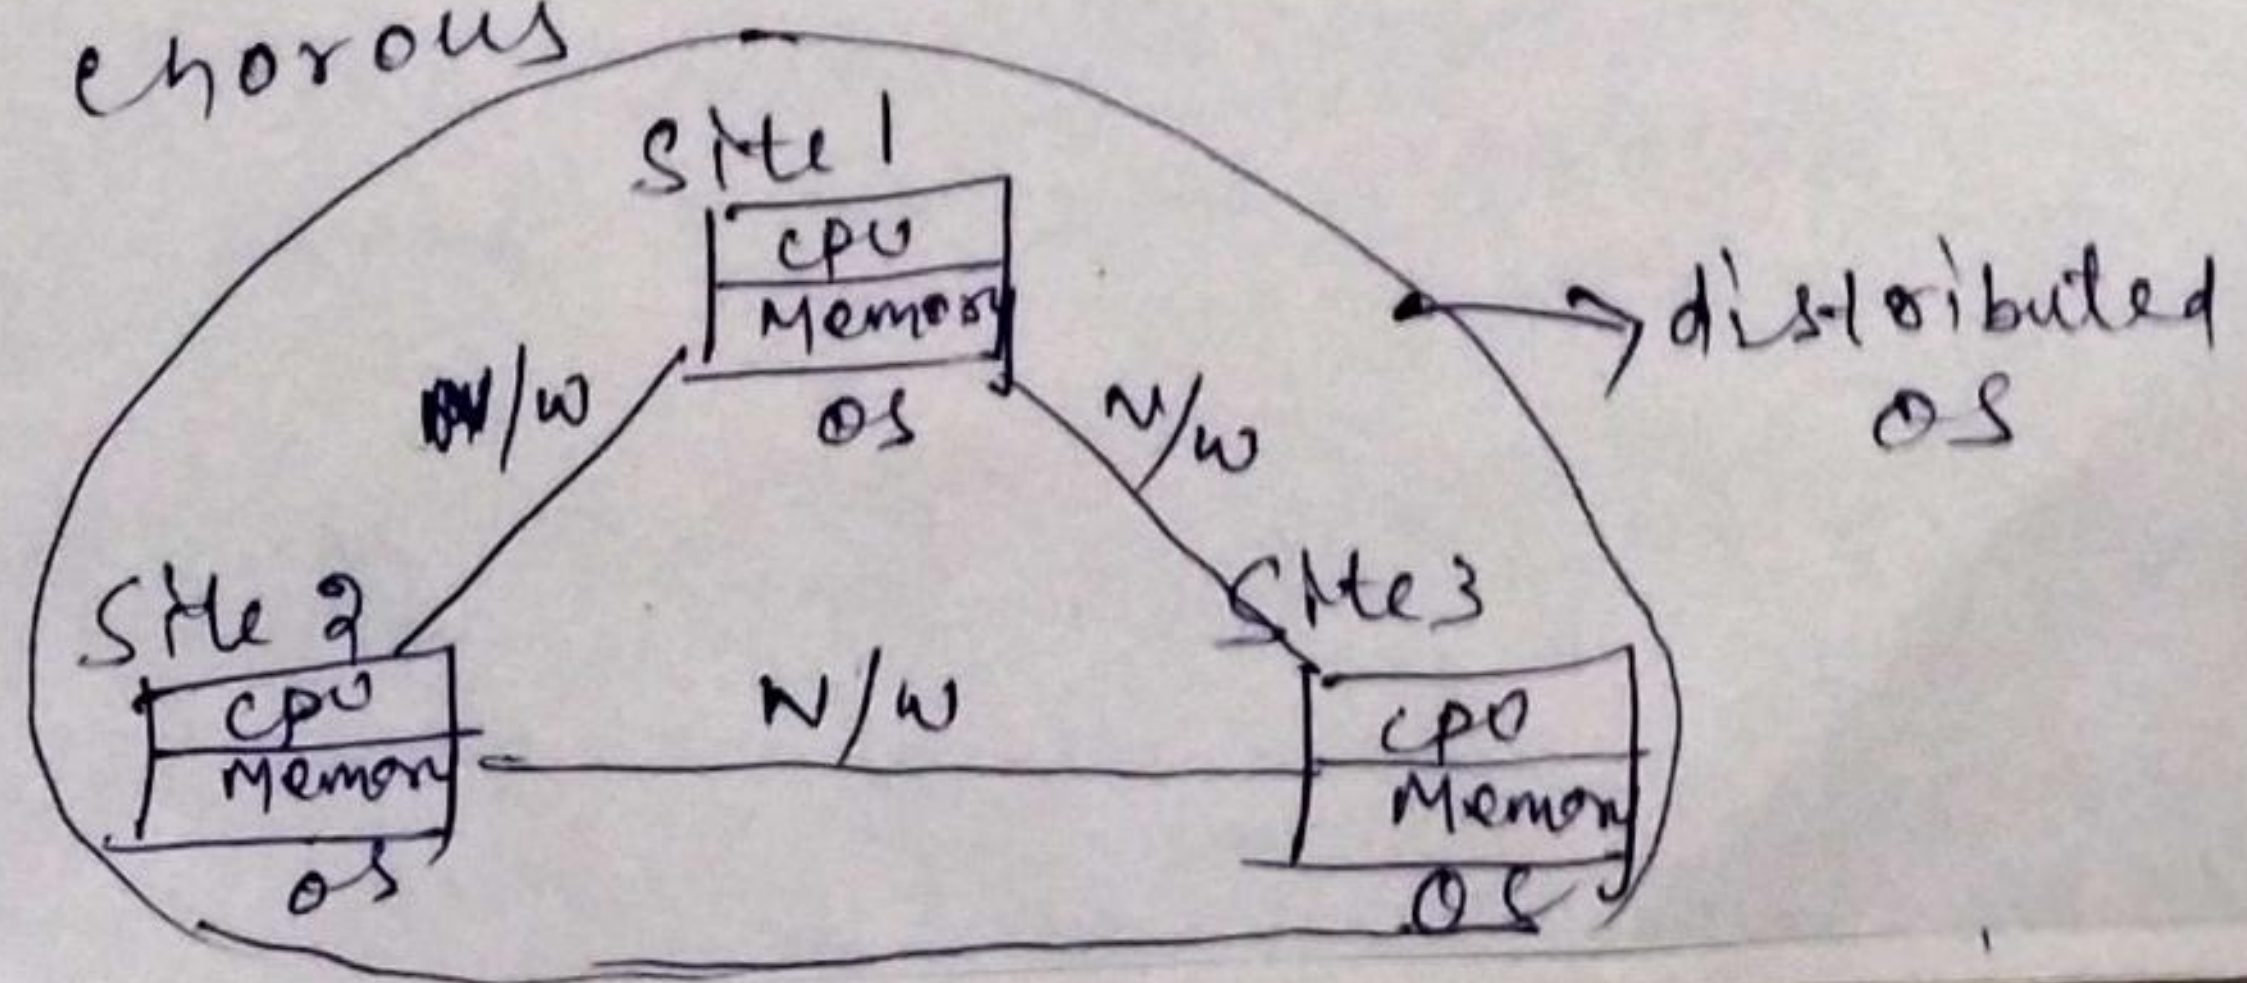 chorous
Site 1
CPU
Memory
OS
N/W
N/W
distributed
OS
Site 2
CPU
Memory
OS
N/W
Site 3
CPU
Memory
OS